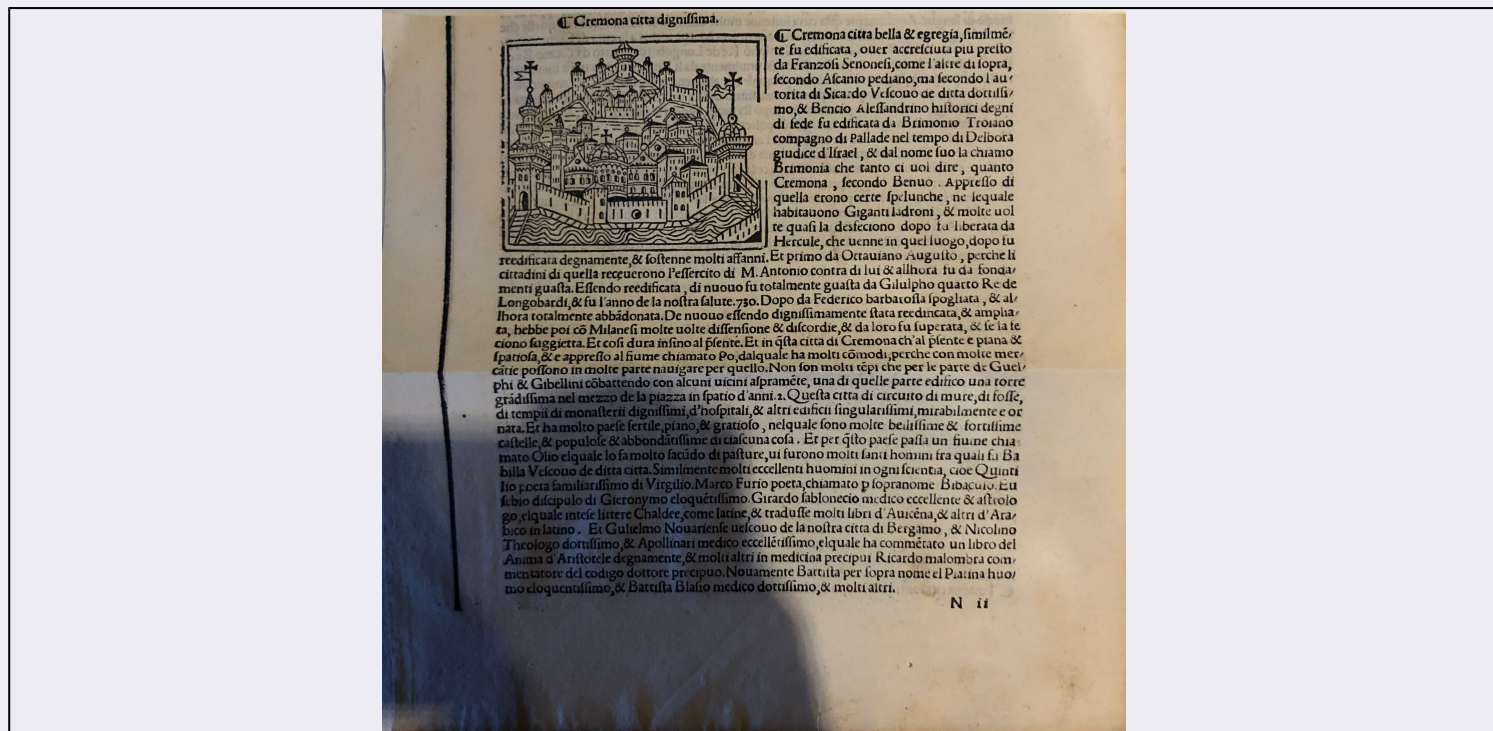 ¶ Cremona citta dignissima.
¶ Cremona citta bella & egregia, similmē-
te fu edificata, ouer accresciuta piu presto
da Franzosi Senonesi, come l'altre di sopra,
secondo Ascanio pediano, ma secondo l'au-
torita di Sicardo Vescouo de ditta dottissi-
mo, & Bencio Alessandrino historici degni
di fede fu edificata da Brimonio Troiano
compagno di Pallade nel tempo di Delbora
giudice d'Israel, & dal nome suo la chiamo
Brimonia che tanto ci uol dire, quanto
Cremona, secondo Benuo. Appresso di
quella erono certe spelunche, ne lequale
habitauono Giganti ladroni, & molte uol
te quasi la desfeciono dopo fu liberata da
Hercule, che uenne in quel luogo, dopo fu
reedificata degnamente, & sostenne molti affanni. Et primo da Ottauiano Augusto, perche li
cittadini di quella receuerono l'essercito di M. Antonio contra di lui & allhora fu da fonda-
menti guasta. Essendo reedificata, di nuouo fu totalmente guasta da Gilulpho quarto Re de
Longobardi, & fu l'anno de la nostra salute. 730. Dopo da Federico barbarossa spogliata, & al-
lhora totalmente abbādonata. De nuouo essendo dignissimamente stata reedificata, & amplia-
ta, hebbe poi cō Milanesi molte uolte dissensione & discordie, & da loro fu superata, & se la fe
ciono suggietta. Et cosi dura insino al p̄sente. Et in q̄sta citta di Cremona ch'al p̄sente e piana &
spatiosa, & e appresso al fiume chiamato Po, dalquale ha molti cōmodi, perche con molte mer-
catie possono in molte parte nauigare per quello. Non son molti tēpi che per le parte de Guel-
phi & Gibellini cōbattendo con alcuni uicini aspramēte, una di quelle parte edifico una torre
grādissima nel mezzo de la piazza in spatio d'anni. 2. Questa citta di circuito di mure, di fosse,
di tempii di monasterii dignissimi, d'hospitali, & altri edificii singularissimi, mirabilmente e or
nata. Et ha molto paese fertile, piano, & gratioso, nelquale sono molte bellissime & fortissime
castelle, & populose & abbondātissime di ciascuna cosa. Et per q̄sto paese passa un fiume chia-
mato Olio elquale lo fa molto facūdo di pasture, ui furono molti santi homini fra quali fu Ba
billa Vescouo de ditta citta. Similmente molti eccellenti huomini in ogni scientia, cioe Quinti
lio poeta familiarissimo di Virgilio. Marco Furio poeta, chiamato p sopranome Bibaculo. Eu
sebio discipulo di Gieronymo eloquētissimo. Girardo sablonecio medico eccellente & astrolo
go, elquale intese littere Chaldee, come latine, & tradusse molti libri d'Auicēna, & altri d'Ara-
bico in latino. Et Gulielmo Nouariense uescouo de la nostra citta di Bergamo, & Nicolino
Theologo dottissimo, & Apollinari medico eccellētissimo, elquale ha commētato un libro del
Anima d'Aristotele degnamente, & molti altri in medicina precipui Ricardo malombra com-
mentatore del codigo dottore precipuo. Nouamente Battista per sopra nome el Piatina huo-
mo eloquentissimo, & Battista Blasio medico dottissimo, & molti altri.
N ii